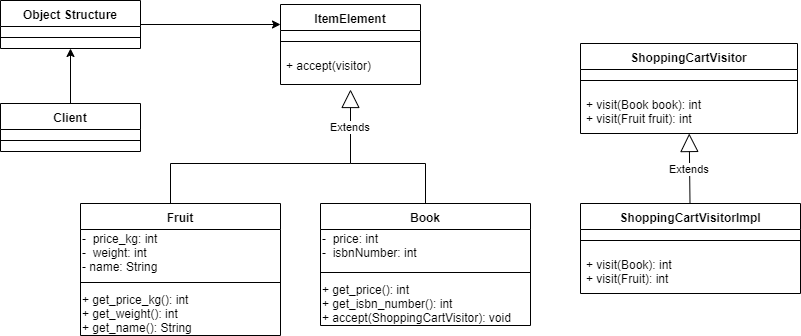 Object Structure
ItemElement
+ accept(visitor)
Client
Extends
ShoppingCartVisitor
+ visit(Book book): int
+ visit(Fruit fruit): int
Extends
Fruit
- price_kg: int
- weight: int
- name: String
+ get_price_kg(): int
+ get_weight(): int
+ get_name(): String
Book
- price: int
- isbnNumber: int
+ get_price(): int
+ get_isbn_number(): int
+ accept(ShoppingCartVisitor): void
ShoppingCartVisitorImpl
+ visit(Book): int
+ visit(Fruit): int